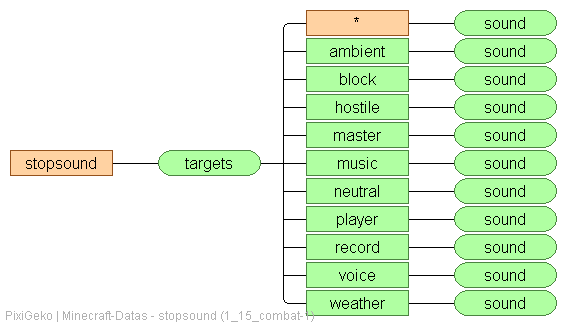 * sound
ambient sound
block sound
hostile sound
master sound
stopsound targets music sound
neutral sound
player sound
record sound
voice sound
weather sound
PixiGeko | Minecraft-Datas - stopsound (1_15_combat-1)